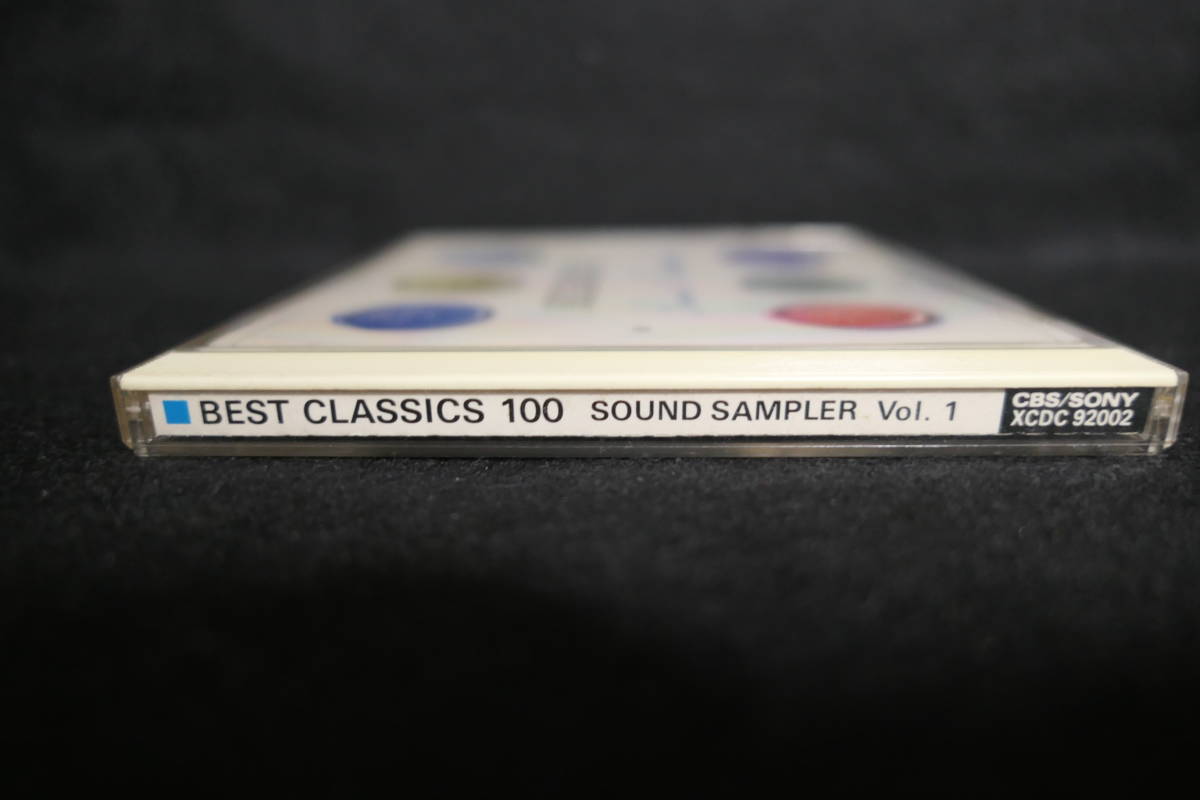 BEST CLASSICS 100 SOUND SAMPLER Vol. 1
CBS/SONY
XCDC 92002